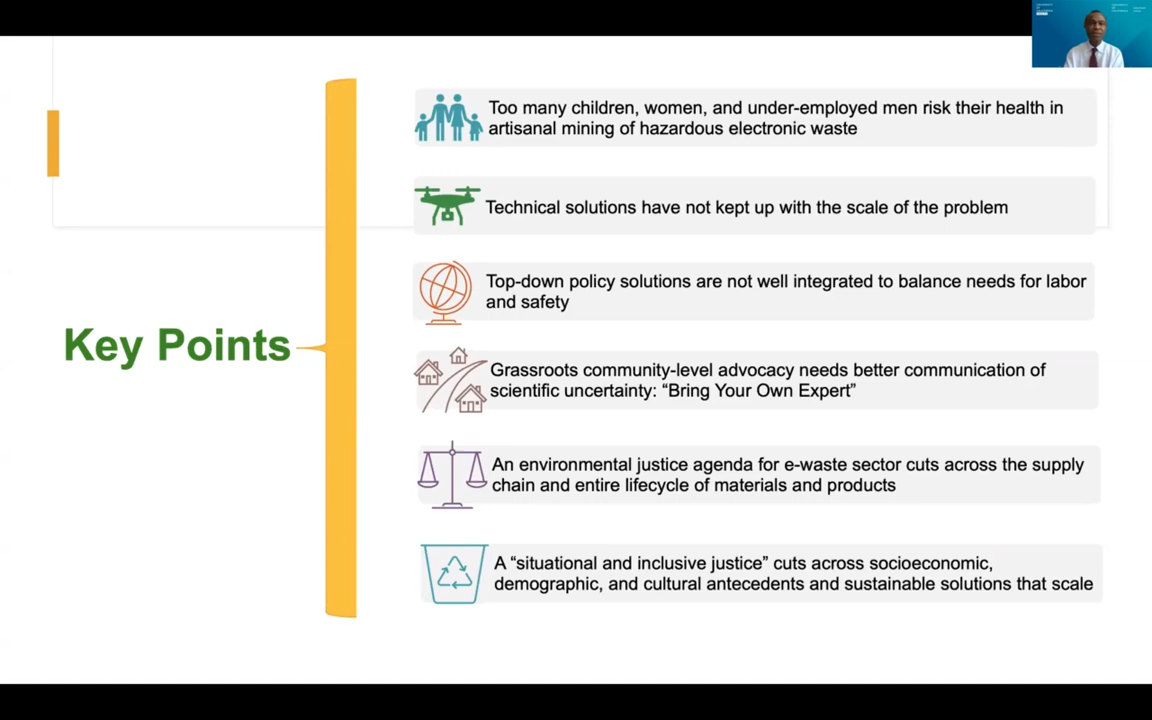 Key Points
Too many children, women, and under-employed men risk their health in
artisanal mining of hazardous electronic waste
Technical solutions have not kept up with the scale of the problem
Top-down policy solutions are not well integrated to balance needs for labor
and safety
Grassroots community-level advocacy needs better communication of
scientific uncertainty: “Bring Your Own Expert”
An environmental justice agenda for e-waste sector cuts across the supply
chain and entire lifecycle of materials and products
A “situational and inclusive justice” cuts across socioeconomic,
demographic, and cultural antecedents and sustainable solutions that scale